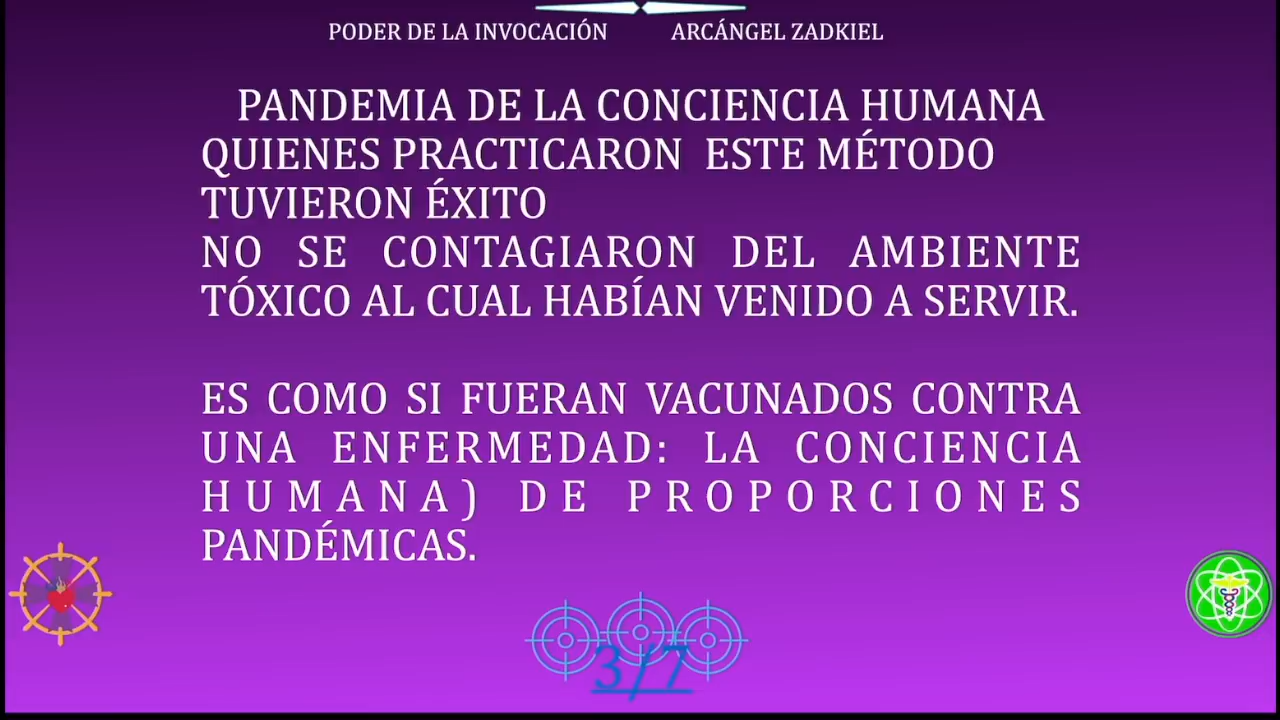 PODER DE LA INVOCACIÓN ARCÁNGEL ZADKIEL
PANDEMIA DE LA CONCIENCIA HUMANA
QUIENES PRACTICARON ESTE MÉTODO
TUVIERON ÉXITO
NO SE CONTAGIARON DEL AMBIENTE
TÓXICO AL CUAL HABÍAN VENIDO A SERVIR.
ES COMO SI FUERAN VACUNADOS CONTRA
UNA ENFERMEDAD: LA CONCIENCIA
HUMANA) DE PROPORCIONES
PANDÉMICAS.
3/7